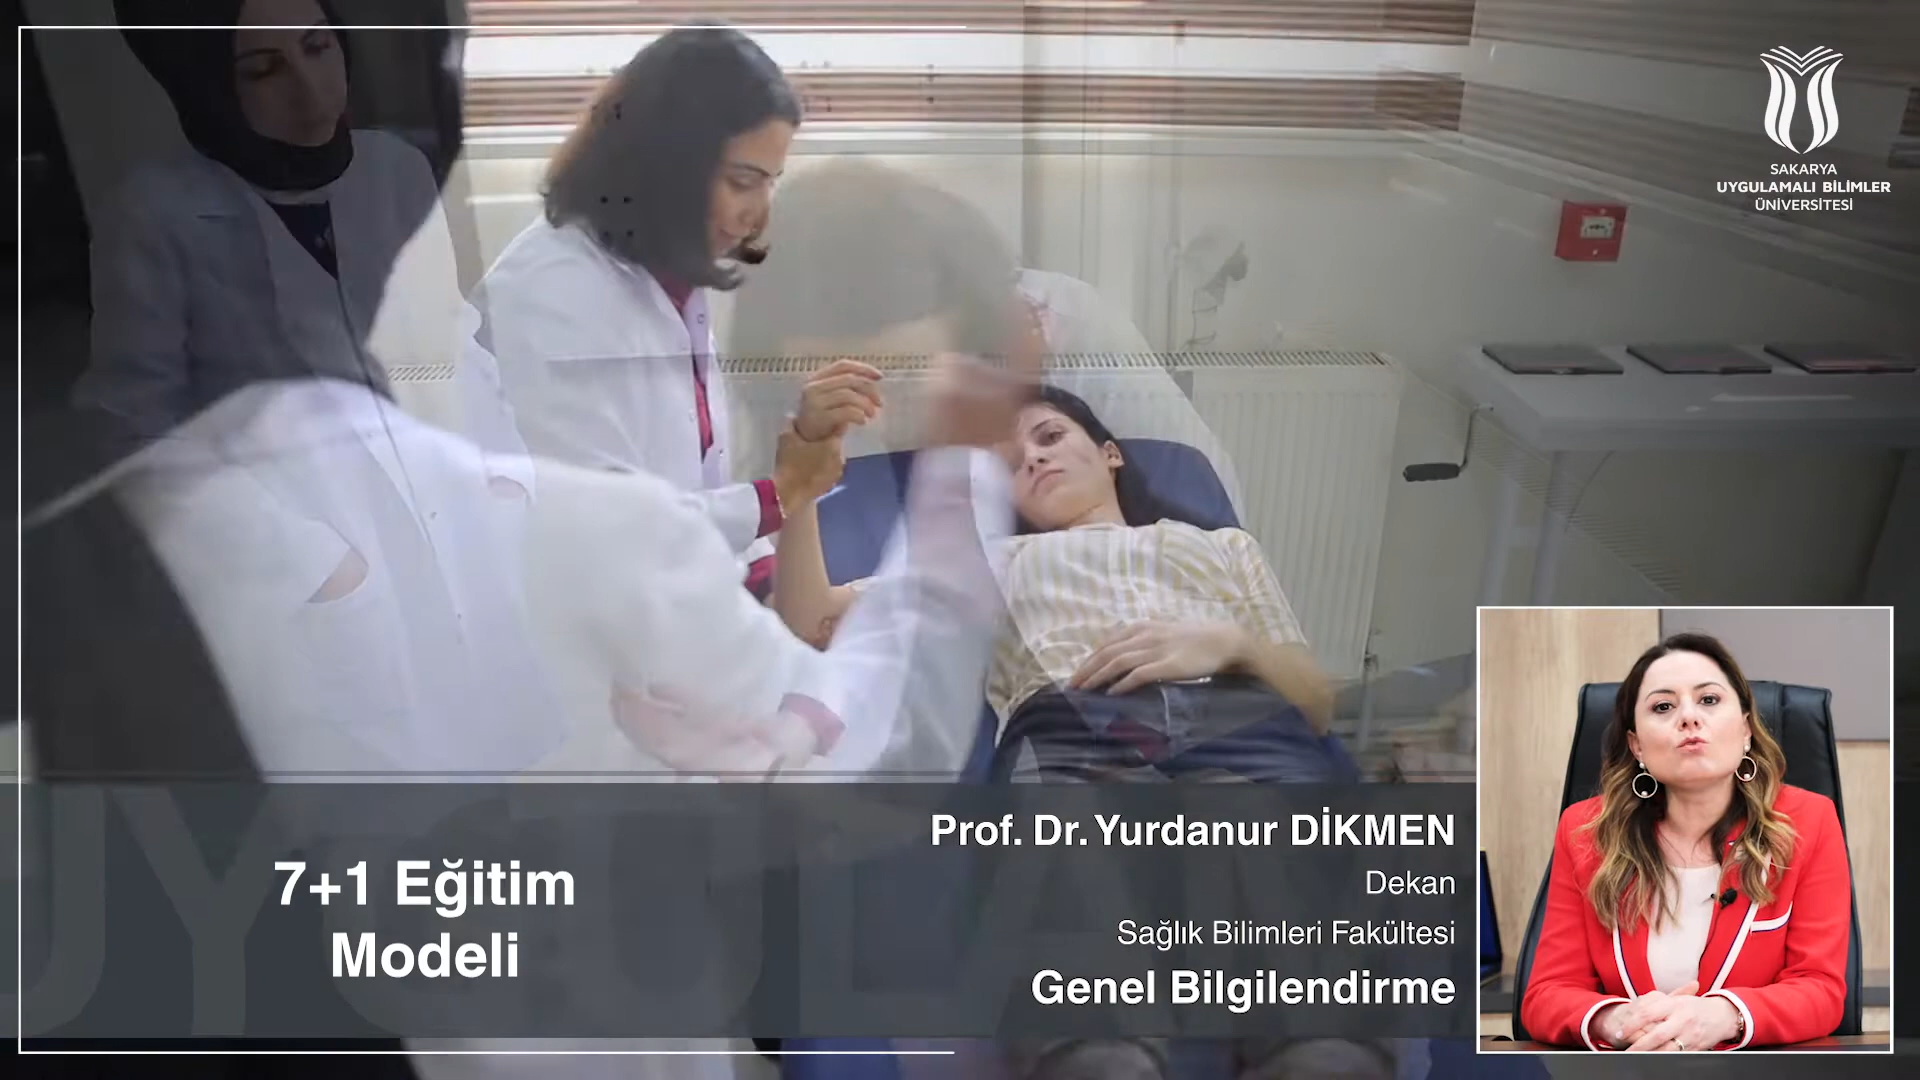 SAKARYA
UYGULAMALI BİLİMLER
ÜNİVERSİTESİ
7+1 Eğitim
Modeli
Prof. Dr. Yurdanur DİKMEN
Dekan
Sağlık Bilimleri Fakültesi
Genel Bilgilendirme